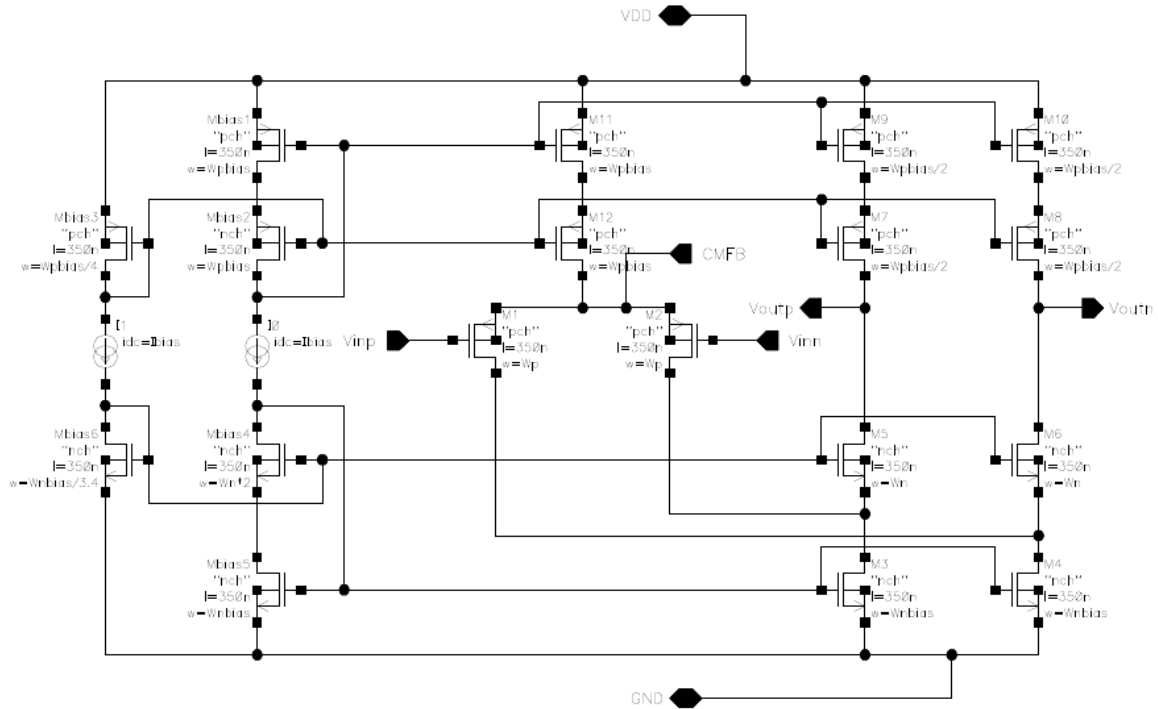 VDD
Mbias1
"pch"
l=350n
w=Wpbias
M11
"pch"
l=350n
w=Wpbias
M9
"pch"
l=350n
w=Wpbias/2
M10
"pch"
l=350n
w=Wpbias/2
Mbias3
"pch"
l=350n
w=Wpbias/4
Mbias2
"nch"
l=350n
w=Wpbias
M12
"pch"
l=350n
w=Wpbias
M7
"pch"
l=350n
w=Wpbias/2
M8
"pch"
l=350n
w=Wpbias/2
CMFB
I1
idc=Ibias
I0
idc=Ibias
Vinp
M1
"pch"
l=350n
w=Wp
M2
"pch"
l=350n
w=Wp
Vinn
Voutp
Voutn
Mbias6
"nch"
l=350n
w=Wnbias/3.4
Mbias4
"nch"
l=350n
w=Wn*2
M5
"nch"
l=350n
w=Wn
M6
"nch"
l=350n
w=Wn
Mbias5
"nch"
l=350n
w=Wnbias
M3
"nch"
l=350n
w=Wnbias
M4
"nch"
l=350n
w=Wnbias
GND